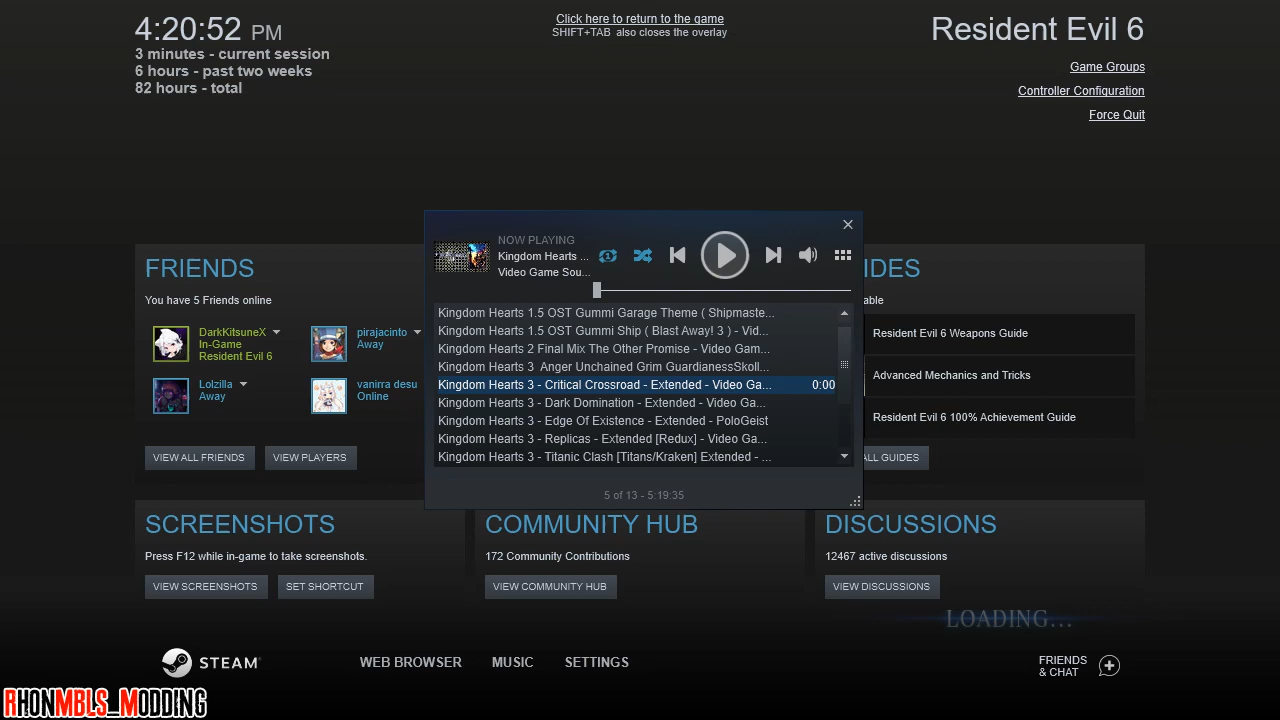 4:20:52 PM
3 minutes - current session
6 hours - past two weeks
82 hours - total
Click here to return to the game
SHIFT+TAB also closes the overlay
Resident Evil 6
Game Groups
Controller Configuration
Force Quit
NOW PLAYING
Kingdom Hearts ...
Video Game Sou...
Kingdom Hearts 1.5 OST Gummi Garage Theme ( Shipmaste...
Kingdom Hearts 1.5 OST Gummi Ship ( Blast Away! 3 ) - Vid...
Kingdom Hearts 2 Final Mix The Other Promise - Video Gam...
Kingdom Hearts 3  Anger Unchained Grim GuardianessSkoll...
Kingdom Hearts 3 - Critical Crossroad - Extended - Video Ga... 0:00
Kingdom Hearts 3 - Dark Domination - Extended - Video Ga...
Kingdom Hearts 3 - Edge Of Existence - Extended - PoloGeist
Kingdom Hearts 3 - Replicas - Extended [Redux] - Video Ga...
Kingdom Hearts 3 - Titanic Clash [Titans/Kraken] Extended - ...
5 of 13 - 5:19:35
FRIENDS
You have 5 Friends online
DarkKitsuneX
In-Game
Resident Evil 6
pirajacinto
Away
Lolzilla
Away
vanirra desu
Online
VIEW ALL FRIENDS
VIEW PLAYERS
IDES
able
Resident Evil 6 Weapons Guide
Advanced Mechanics and Tricks
Resident Evil 6 100% Achievement Guide
ALL GUIDES
SCREENSHOTS
Press F12 while in-game to take screenshots.
VIEW SCREENSHOTS
SET SHORTCUT
COMMUNITY HUB
172 Community Contributions
VIEW COMMUNITY HUB
DISCUSSIONS
12467 active discussions
VIEW DISCUSSIONS
LOADING...
STEAM
WEB BROWSER
MUSIC
SETTINGS
FRIENDS
& CHAT
RHONMBLS_MODDING